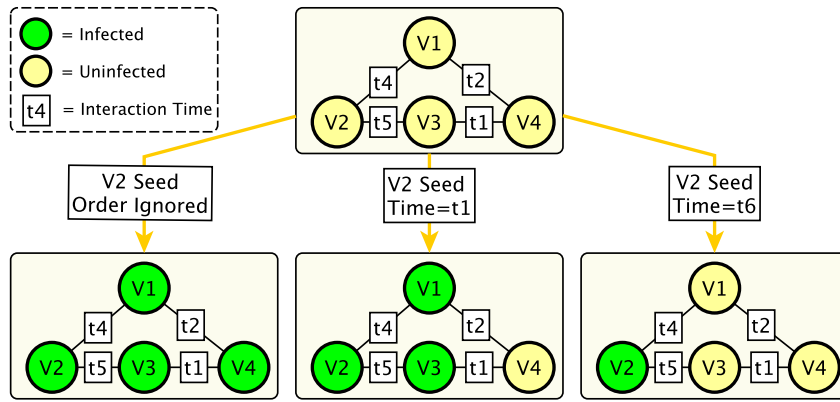 = Infected
= Uninfected
t4 = Interaction Time
V1
t4 t2
V2 t5 V3 t1 V4
V2 Seed
Order Ignored
V2 Seed
Time=t1
V2 Seed
Time=t6
V1
t4 t2
V2 t5 V3 t1 V4
V1
t4 t2
V2 t5 V3 t1 V4
V1
t4 t2
V2 t5 V3 t1 V4